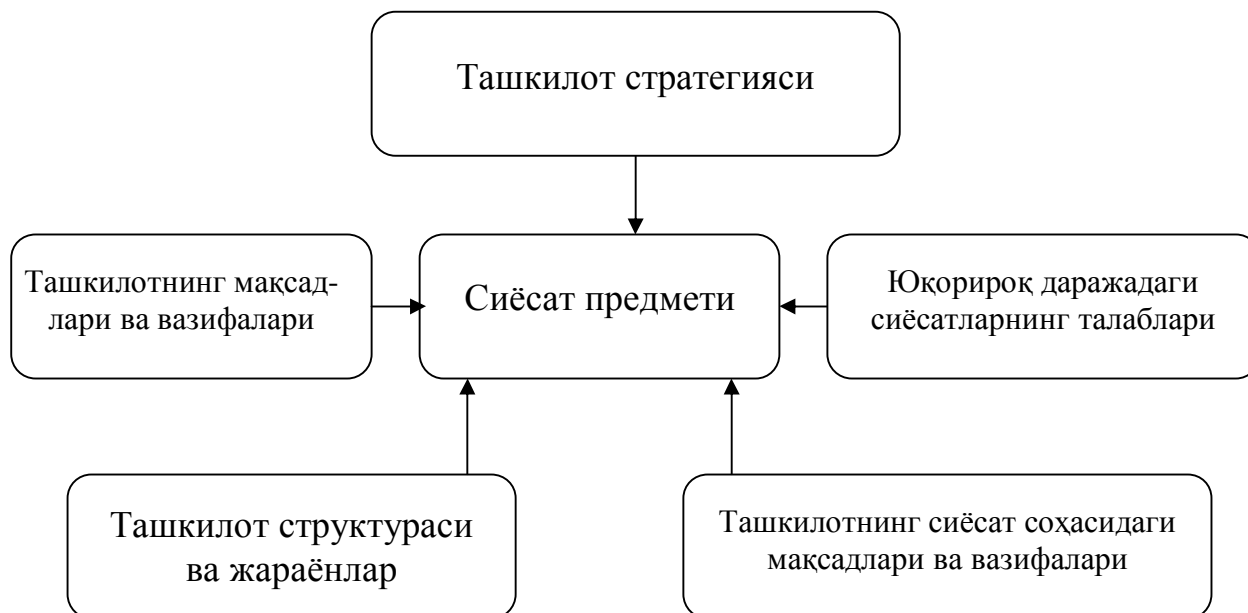 Ташкилот стратегияси
Ташкилотнинг мақсад-
лари ва вазифалари
Сиёсат предмети
Юқорироқ даражадаги
сиёсатларнинг талаблари
Ташкилот структураси
ва жараёнлар
Ташкилотнинг сиёсат соҳасидаги
мақсадлари ва вазифалари